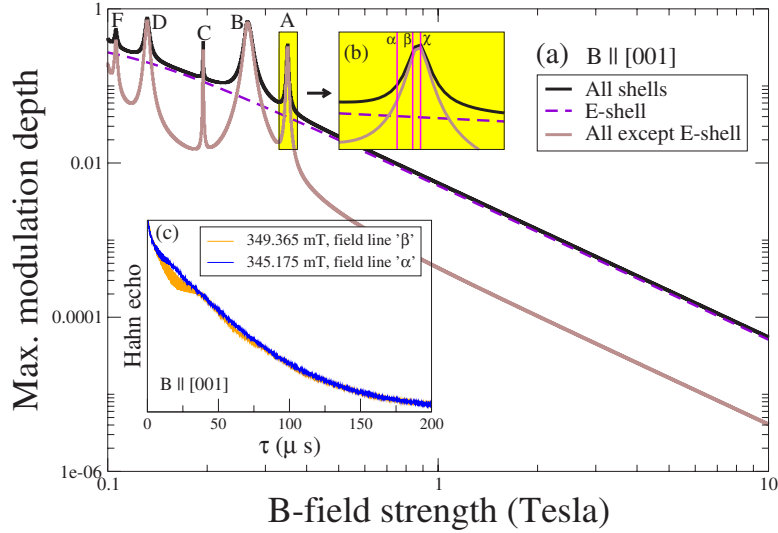 F
D
C
B
A
(b)
α β χ
(a) B || [001]
All shells
E-shell
All except E-shell
Max. modulation depth
0.1
0.01
0.0001
1e-06
0.1
1
10
B-field strength (Tesla)
(c)
349.365 mT, field line 'β'
345.175 mT, field line 'α'
Hahn echo
B || [001]
0
50
100
150
200
τ (μ s)